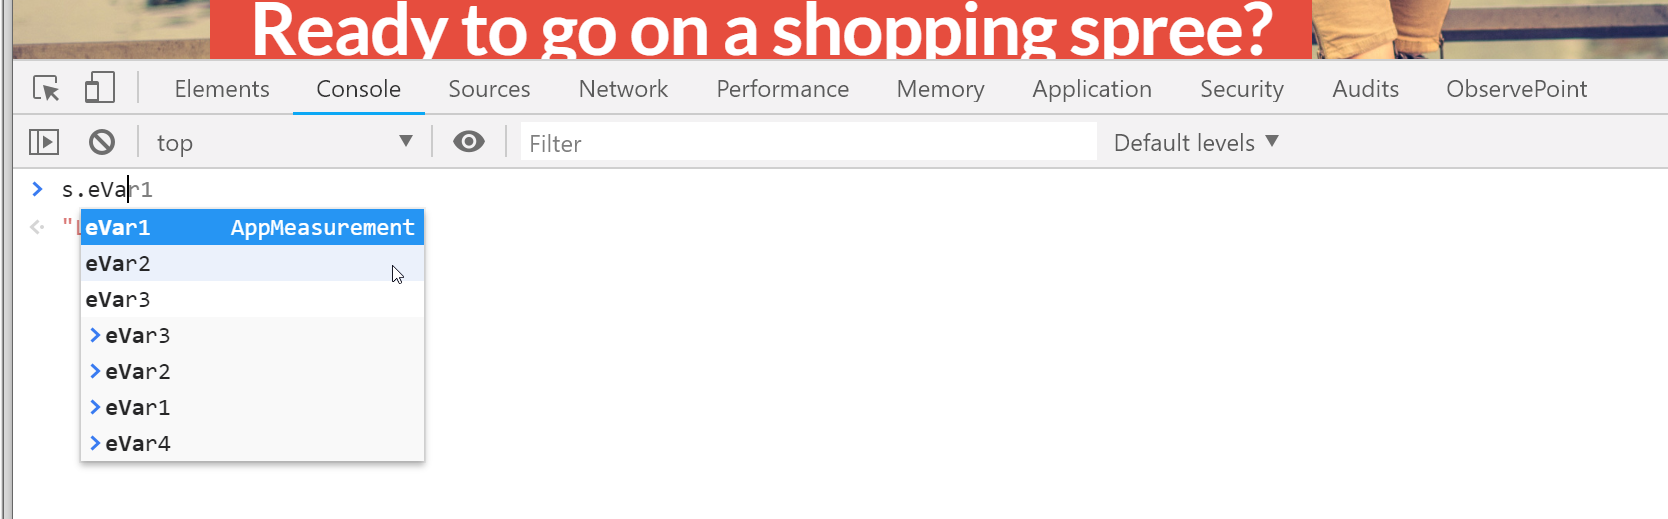 Ready to go on a shopping spree?
Elements Console Sources Network Performance Memory Application Security Audits ObservePoint
top Filter Default levels
s.eVar1
eVar1 AppMeasurement
eVar2
eVar3
eVar3
eVar2
eVar1
eVar4